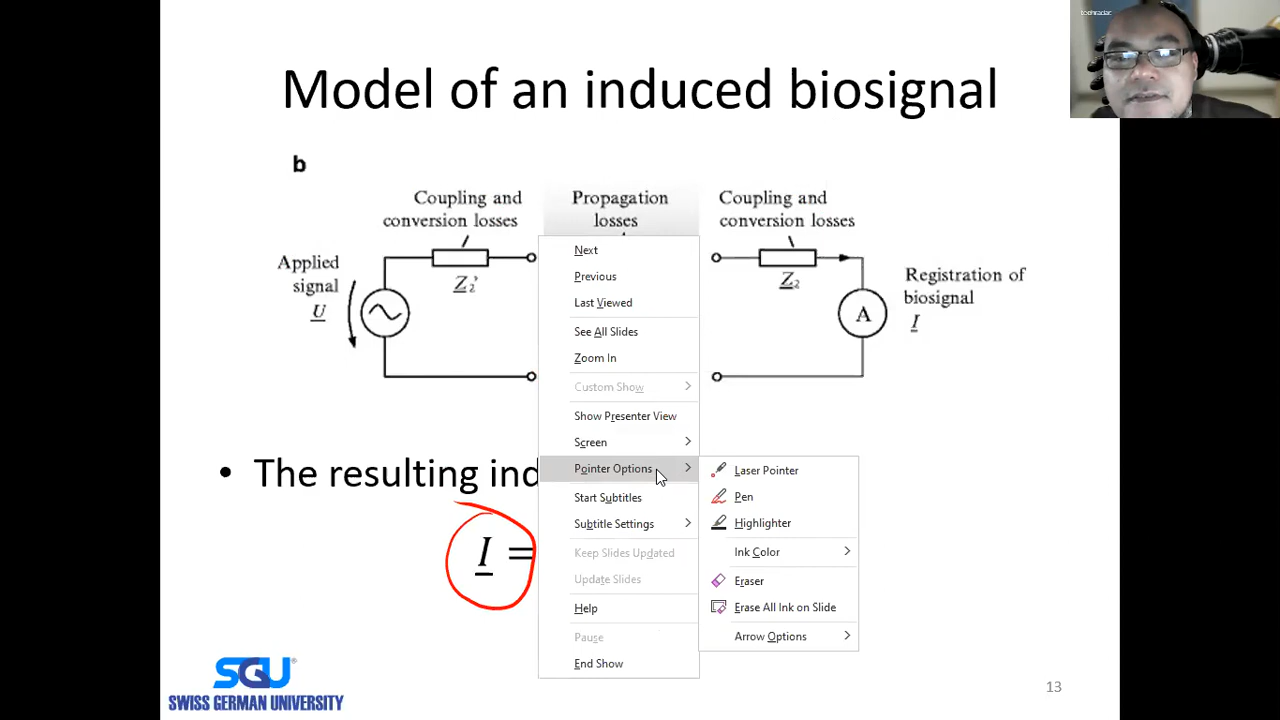 techradar
Model of an induced biosignal
b
Coupling and
conversion losses
Propagation
losses
Coupling and
conversion losses
Applied
signal
U
Z₂'
Z₂
A
Registration of
biosignal
I
• The resulting ind
I =
Next
Previous
Last Viewed
See All Slides
Zoom In
Custom Show
Show Presenter View
Screen
Pointer Options
Start Subtitles
Subtitle Settings
Keep Slides Updated
Update Slides
Help
Pause
End Show
Laser Pointer
Pen
Highlighter
Ink Color
Eraser
Erase All Ink on Slide
Arrow Options
SGU
SWISS GERMAN UNIVERSITY
13